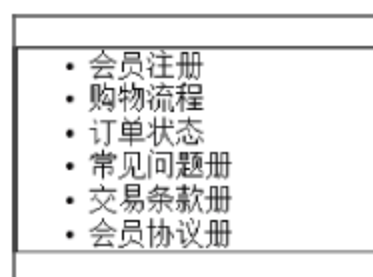 • 会员注册
• 购物流程
• 订单状态
• 常见问题册
• 交易条款册
• 会员协议册